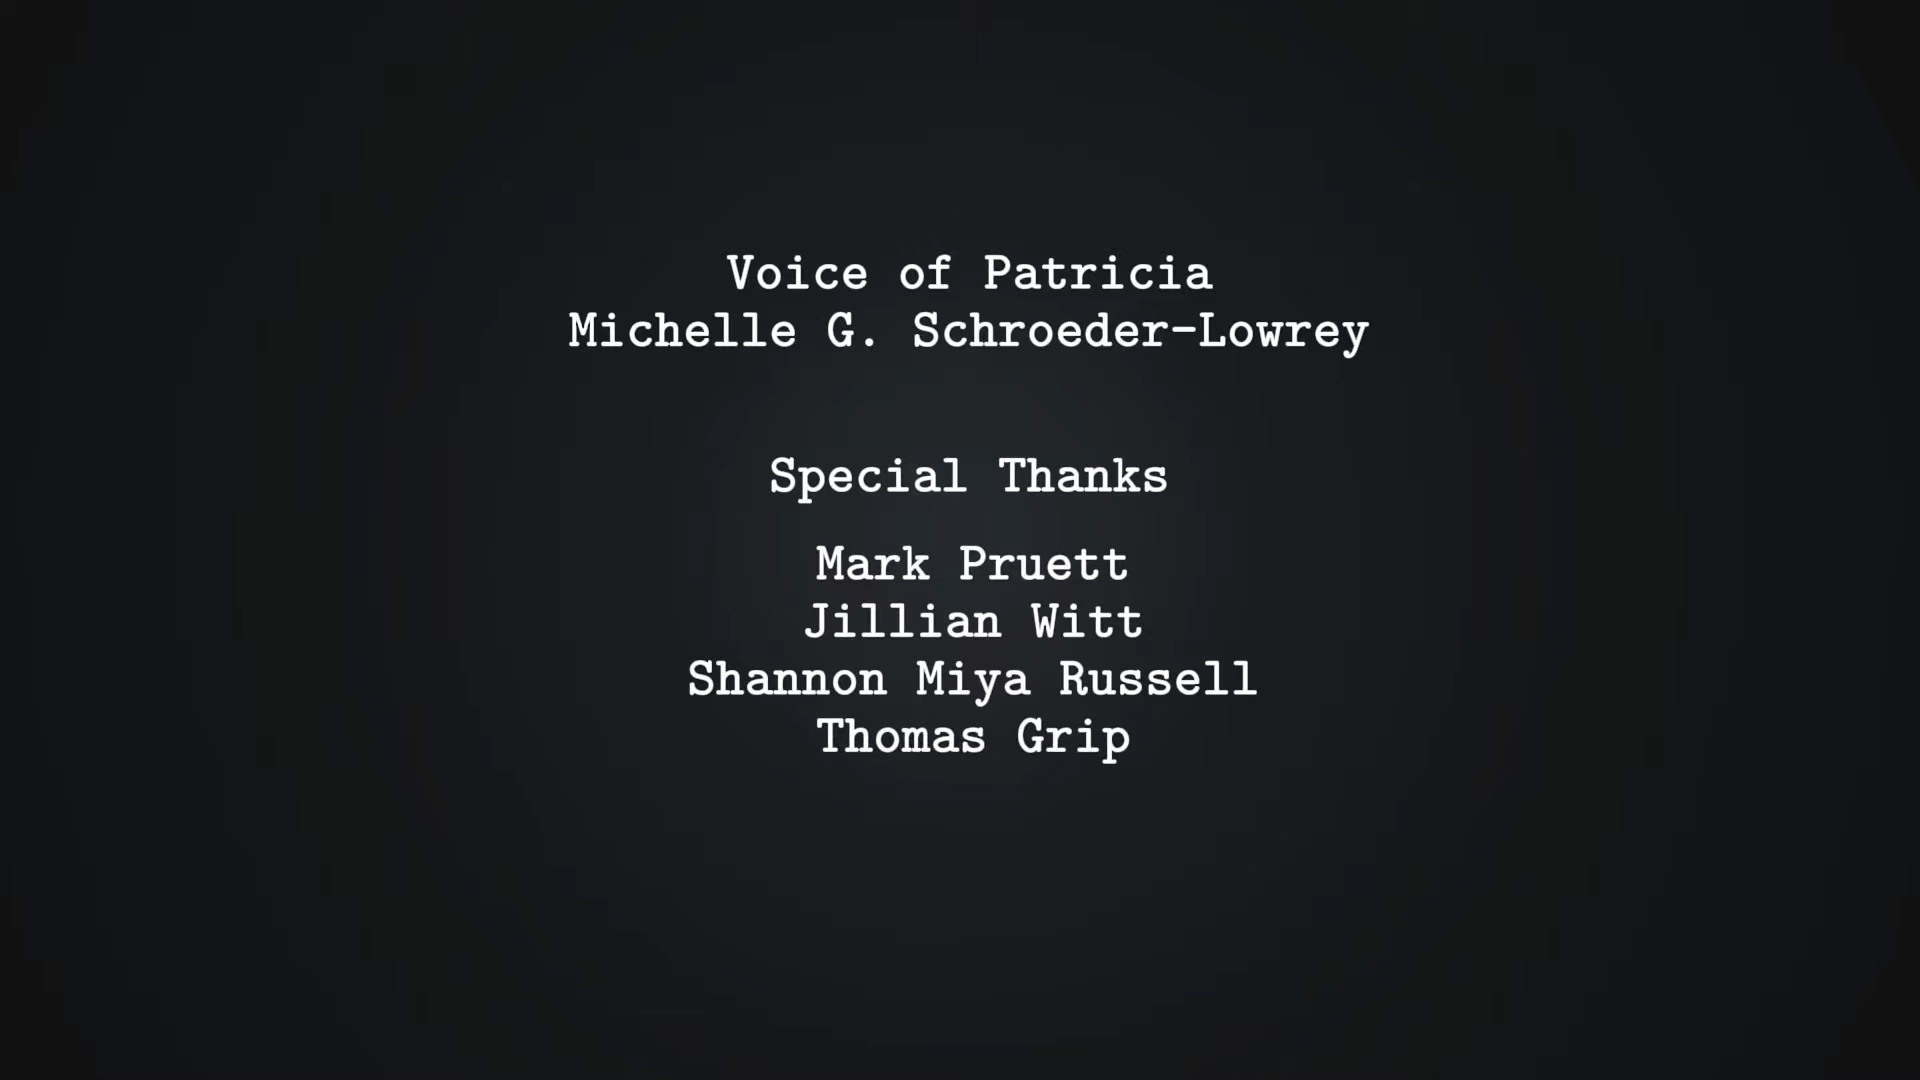 Voice of Patricia
Michelle G. Schroeder-Lowrey
Special Thanks
Mark Pruett
Jillian Witt
Shannon Miya Russell
Thomas Grip